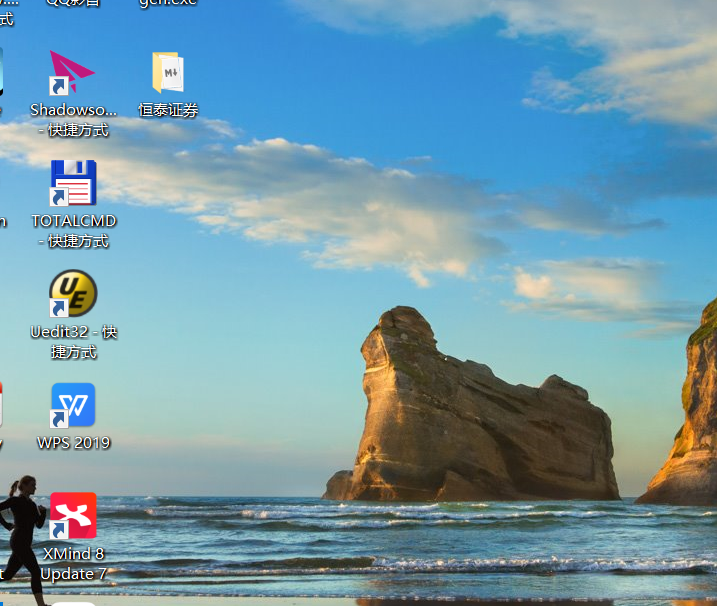 式
QQ影音
gen.exe
Shadowso...
- 快捷方式
M↓
恒泰证券
TOTALCMD
- 快捷方式
UE
Uedit32 - 快
捷方式
W
WPS 2019
XMind 8
Update 7